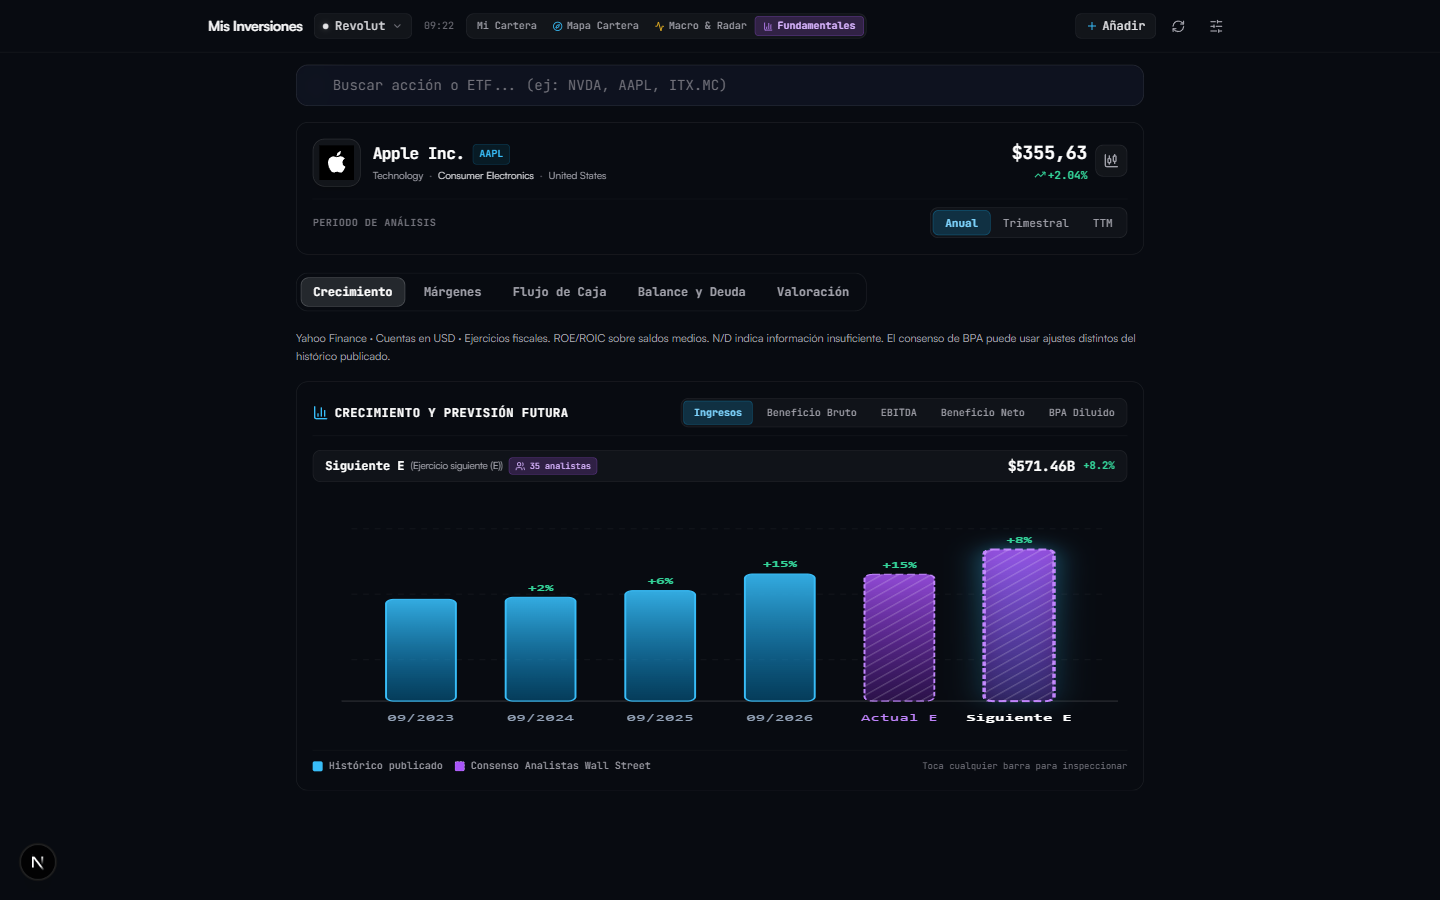 Mis Inversiones Revolut 09:22 Mi Cartera Mapa Cartera Macro & Radar Fundamentales + Añadir
Buscar acción o ETF... (ej: NVDA, AAPL, ITX.MC)
Apple Inc. AAPL $355,63
Technology · Consumer Electronics · United States +2.04%
PERIODO DE ANÁLISIS Anual Trimestral TTM
Crecimiento Márgenes Flujo de Caja Balance y Deuda Valoración
Yahoo Finance · Cuentas en USD · Ejercicios fiscales. ROE/ROIC sobre saldos medios. N/D indica información insuficiente. El consenso de BPA puede usar ajustes distintos del
histórico publicado.
CRECIMIENTO Y PREVISIÓN FUTURA Ingresos Beneficio Bruto EBITDA Beneficio Neto BPA Diluido
Siguiente E (Ejercicio siguiente (E)) 35 analistas $571.46B +8.2%
+2% +6% +15% +15% +8%
09/2023 09/2024 09/2025 09/2026 Actual E Siguiente E
Histórico publicado Consenso Analistas Wall Street Toca cualquier barra para inspeccionar
N